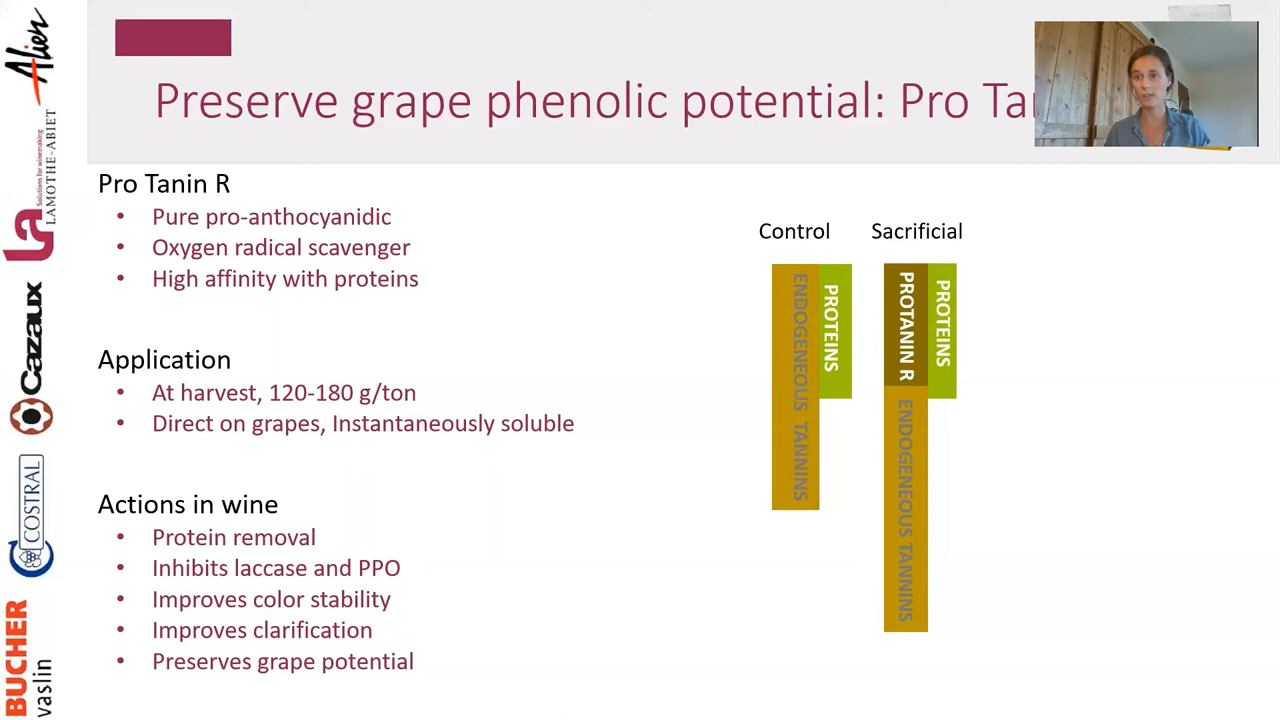 Preserve grape phenolic potential: Pro
Pro Tanin R
• Pure pro-anthocyanidic
• Oxygen radical scavenger
• High affinity with proteins
Application
• At harvest, 120-180 g/ton
• Direct on grapes, Instantaneously soluble
Actions in wine
• Protein removal
• Inhibits laccase and PPO
• Improves color stability
• Improves clarification
• Preserves grape potential
Control
Sacrificial
ENDOGENEOUS TANNINS
PROTEINS
PROTANIN R
PROTEINS
ENDOGENEOUS TANNINS
Alien
La
Solutions for winemaking
LAMOTHE-ABIET
Cazaux
COSTRAL
BUCHER
vaslin